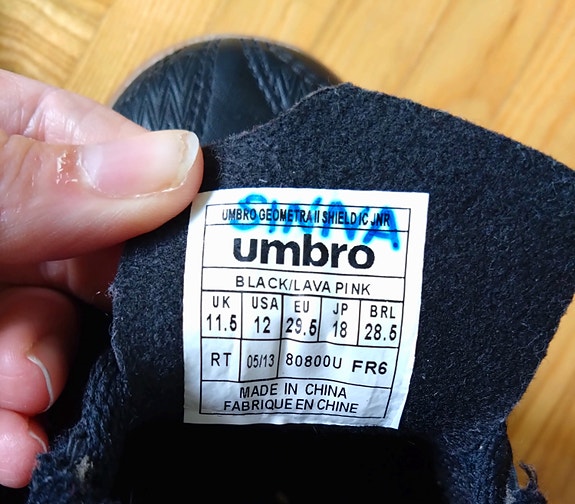 SINNA
UMBRO GEOMETRA II SHIELD IC JNR
umbro
BLACK/LAVA PINK
UK USA EU JP BRL
11.5 12 29.5 18 28.5
RT 05/13 80800U FR6
MADE IN CHINA
FABRIQUE EN CHINE